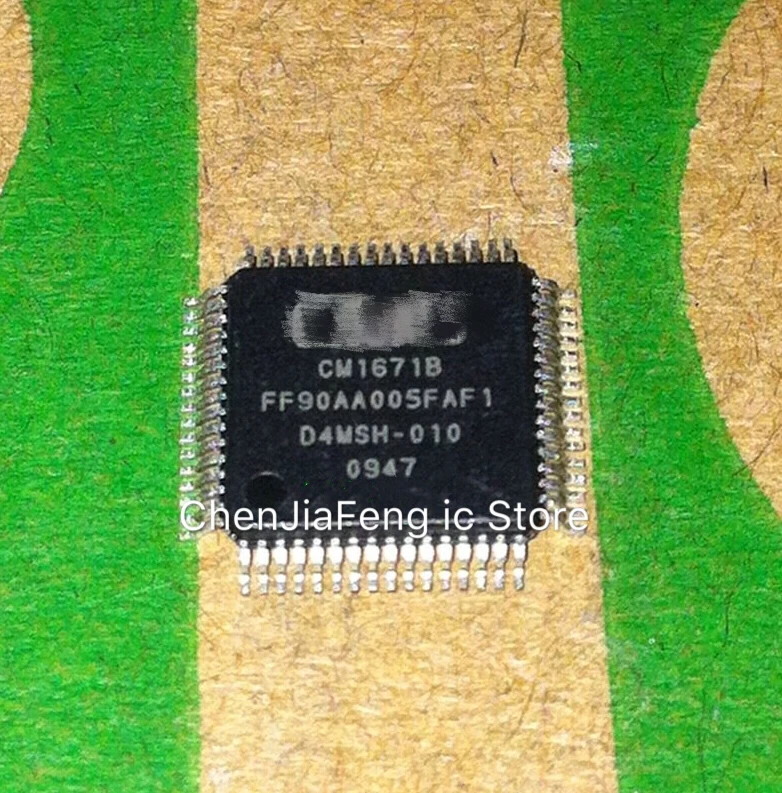 CM1671B
FF90AA005FAF1
D4MSH-010
0947
ChenJiaFeng ic Store